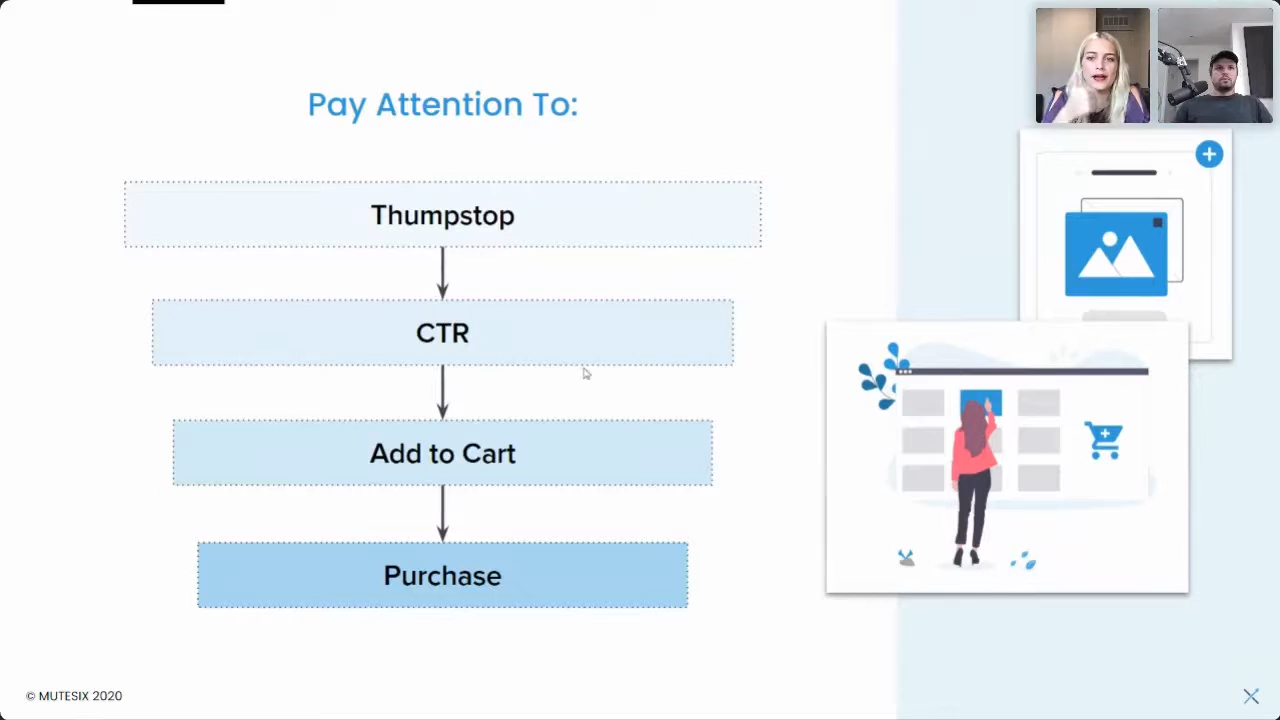 Pay Attention To:
Thumpstop
CTR
Add to Cart
Purchase
© MUTESIX 2020